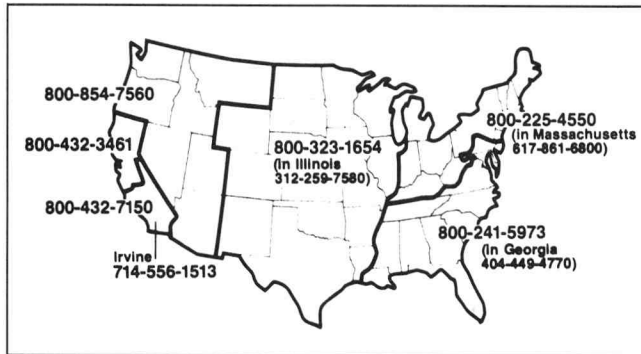 800-854-7560
800-432-3461
800-432-7150
Irvine
714-556-1513
800-323-1654
(in Illinois
312-259-7580)
800-225-4550
(in Massachusetts
617-861-6800)
800-241-5973
(in Georgia
404-449-4770)